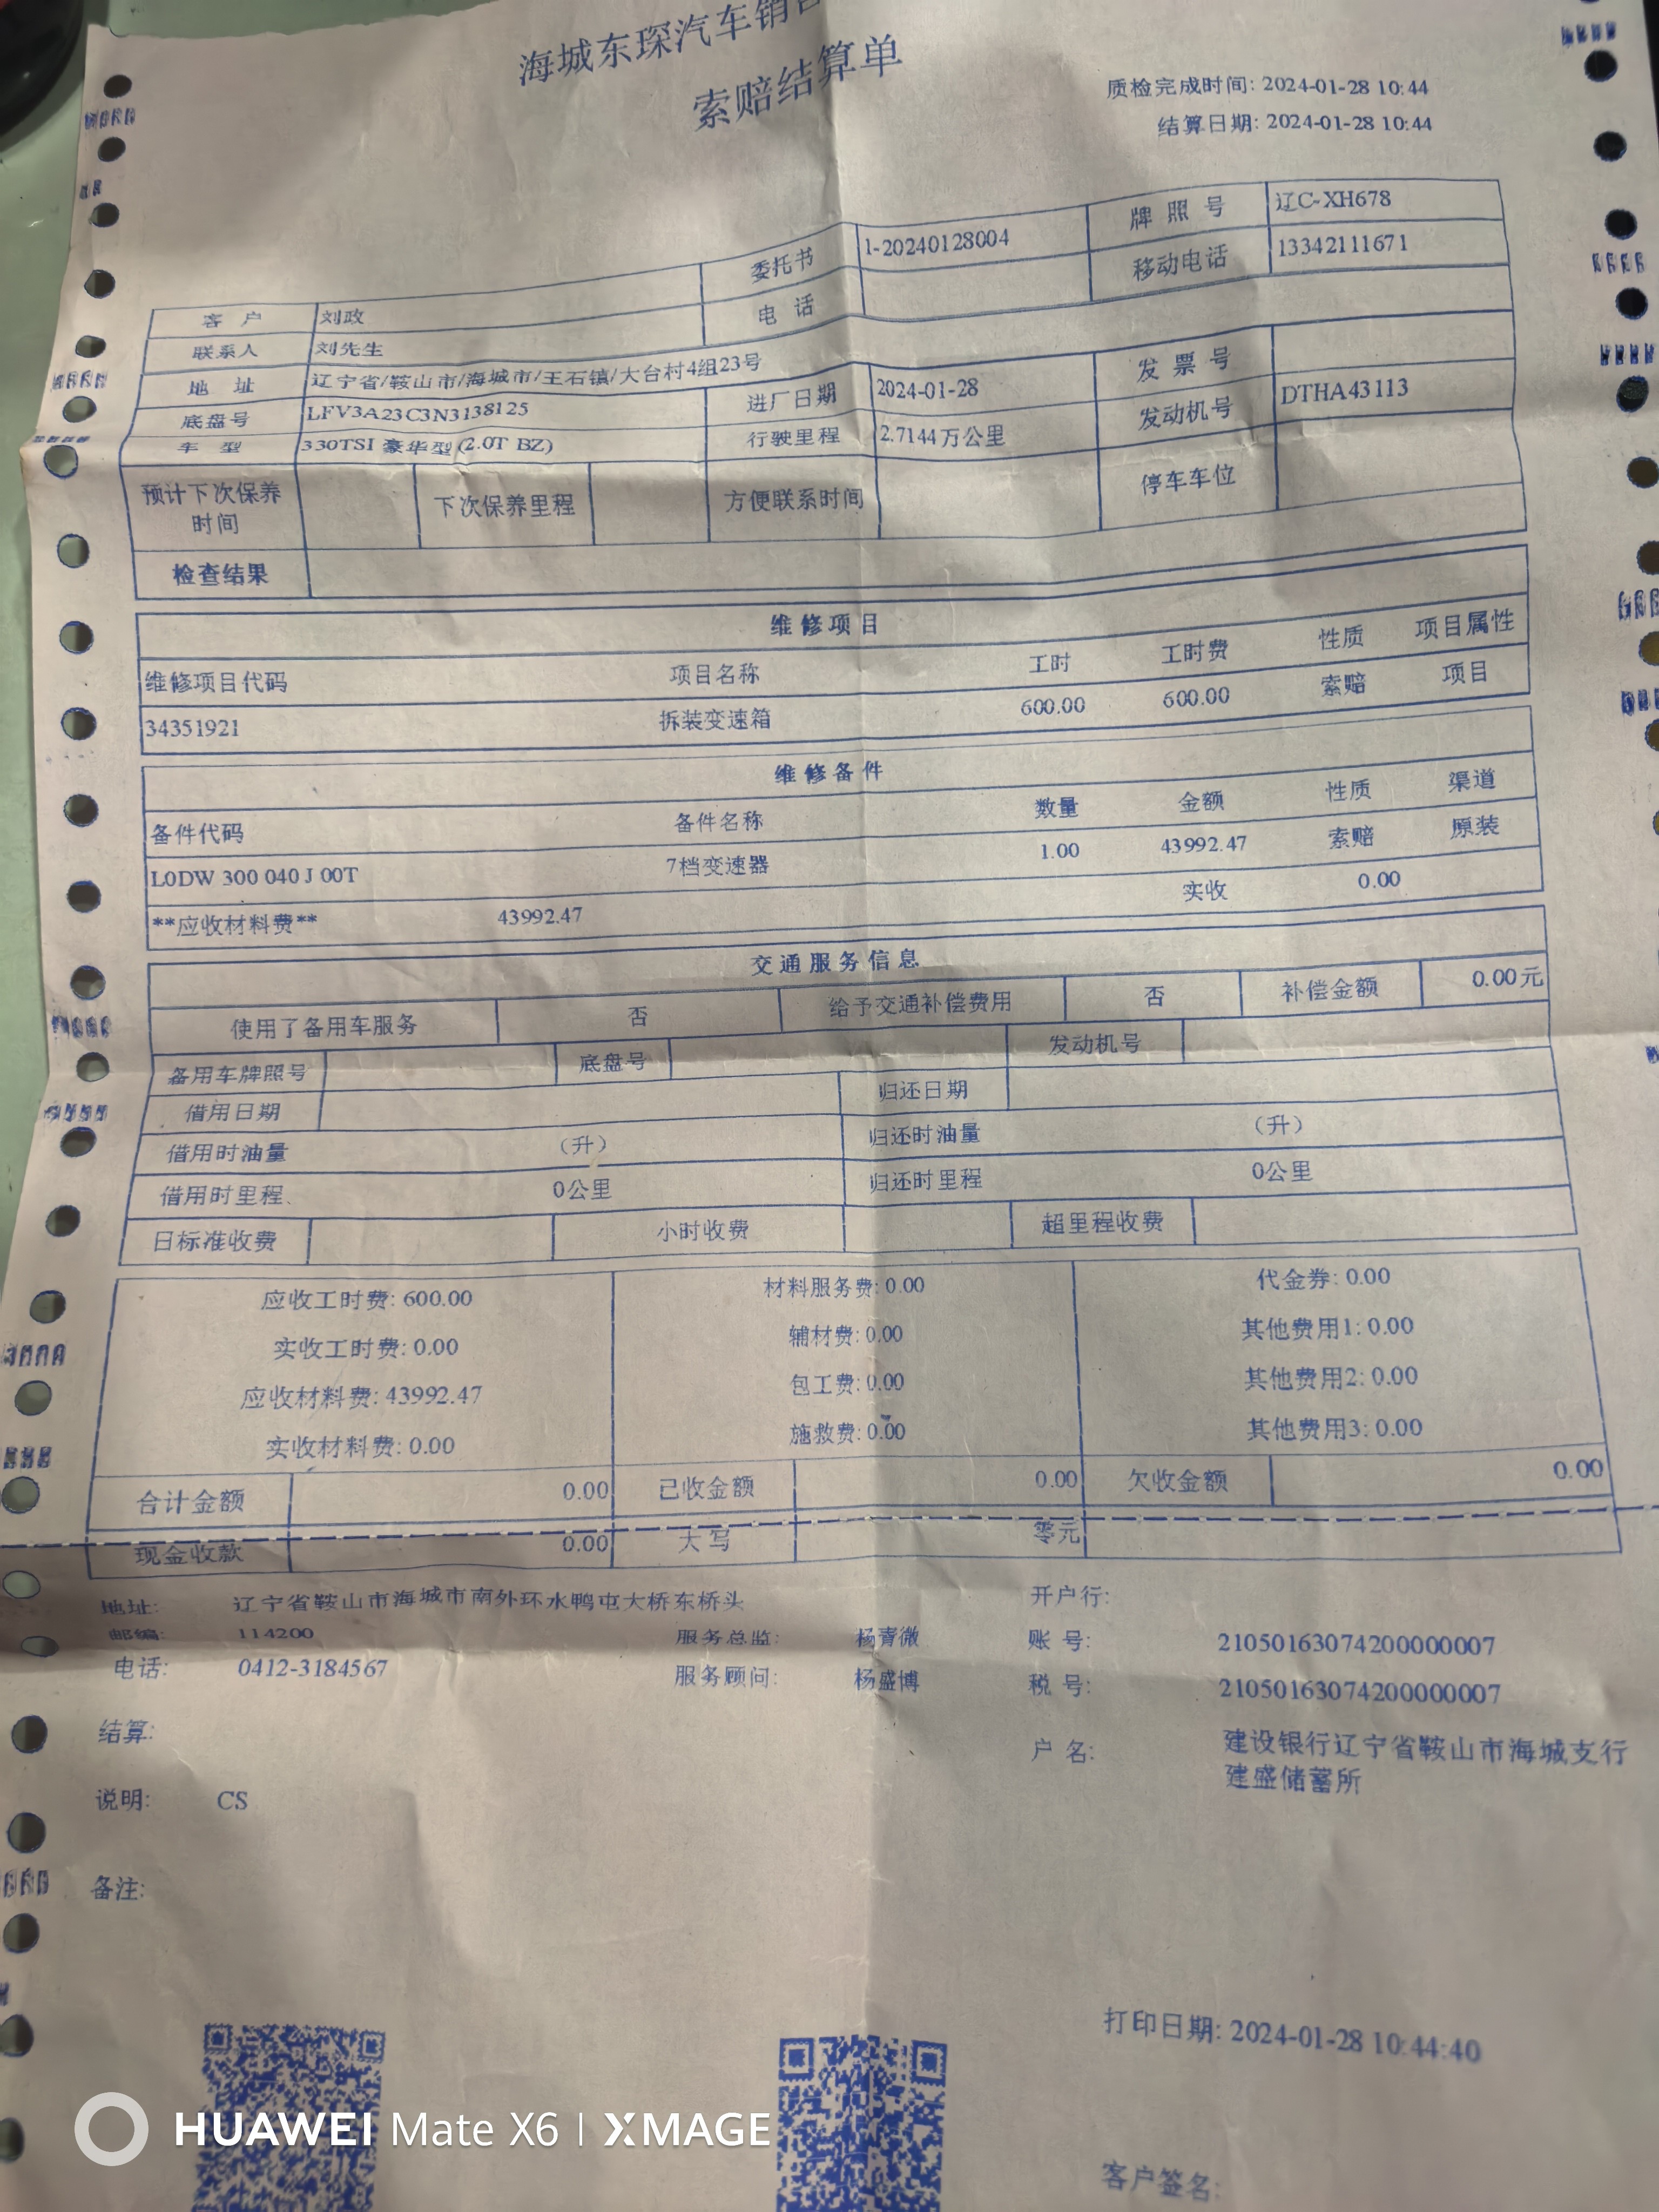 海城东琛汽车销售
索赔结算单
质检完成时间: 2024-01-28 10:44
结算日期: 2024-01-28 10:44
客 户 刘政 委托书 1-20240128004 牌 照 号 辽C-XH678
联系人 刘先生 电 话 移动电话 13342111671
地 址 辽宁省/鞍山市/海城市/王石镇/大台村4组23号
底盘号 LFV3A23C3N3138125 进厂日期 2024-01-28 发 票 号
车 型 330TSI 豪华型 (2.0T BZ) 行驶里程 2.7144万公里 发动机号 DTHA43113
预计下次保养时间 下次保养里程 方便联系时间 停车车位
检查结果
维修项目
维修项目代码 项目名称 工时 工时费 性质 项目属性
34351921 拆装变速箱 600.00 600.00 索赔 项目
维修备件
备件代码 备件名称 数量 金额 性质 渠道
L0DW 300 040 J 00T 7档变速器 1.00 43992.47 索赔 原装
**应收材料费** 43992.47 实收 0.00
交通服务信息
使用了备用车服务 否 给予交通补偿费用 否 补偿金额 0.00元
备用车牌照号 底盘号 发动机号
借用日期 归还日期
借用时油量 (升) 归还时油量 (升)
借用时里程 0公里 归还时里程 0公里
日标准收费 小时收费 超里程收费
应收工时费: 600.00 材料服务费: 0.00 代金券: 0.00
实收工时费: 0.00 辅材费: 0.00 其他费用1: 0.00
应收材料费: 43992.47 包工费: 0.00 其他费用2: 0.00
实收材料费: 0.00 施救费: 0.00 其他费用3: 0.00
合计金额 0.00 已收金额 0.00 欠收金额 0.00
现金收款 0.00 大写 零元
地址: 辽宁省鞍山市海城市南外环水鸭屯大桥东桥头 开户行:
邮编: 114200 服务总监: 杨青微 账 号: 21050163074200000007
电话: 0412-3184567 服务顾问: 杨盛博 税 号: 21050163074200000007
结算: 户 名: 建设银行辽宁省鞍山市海城支行
建盛储蓄所
说明: CS
备注:
打印日期: 2024-01-28 10:44:40
HUAWEI Mate X6 | XMAGE
客户签名: